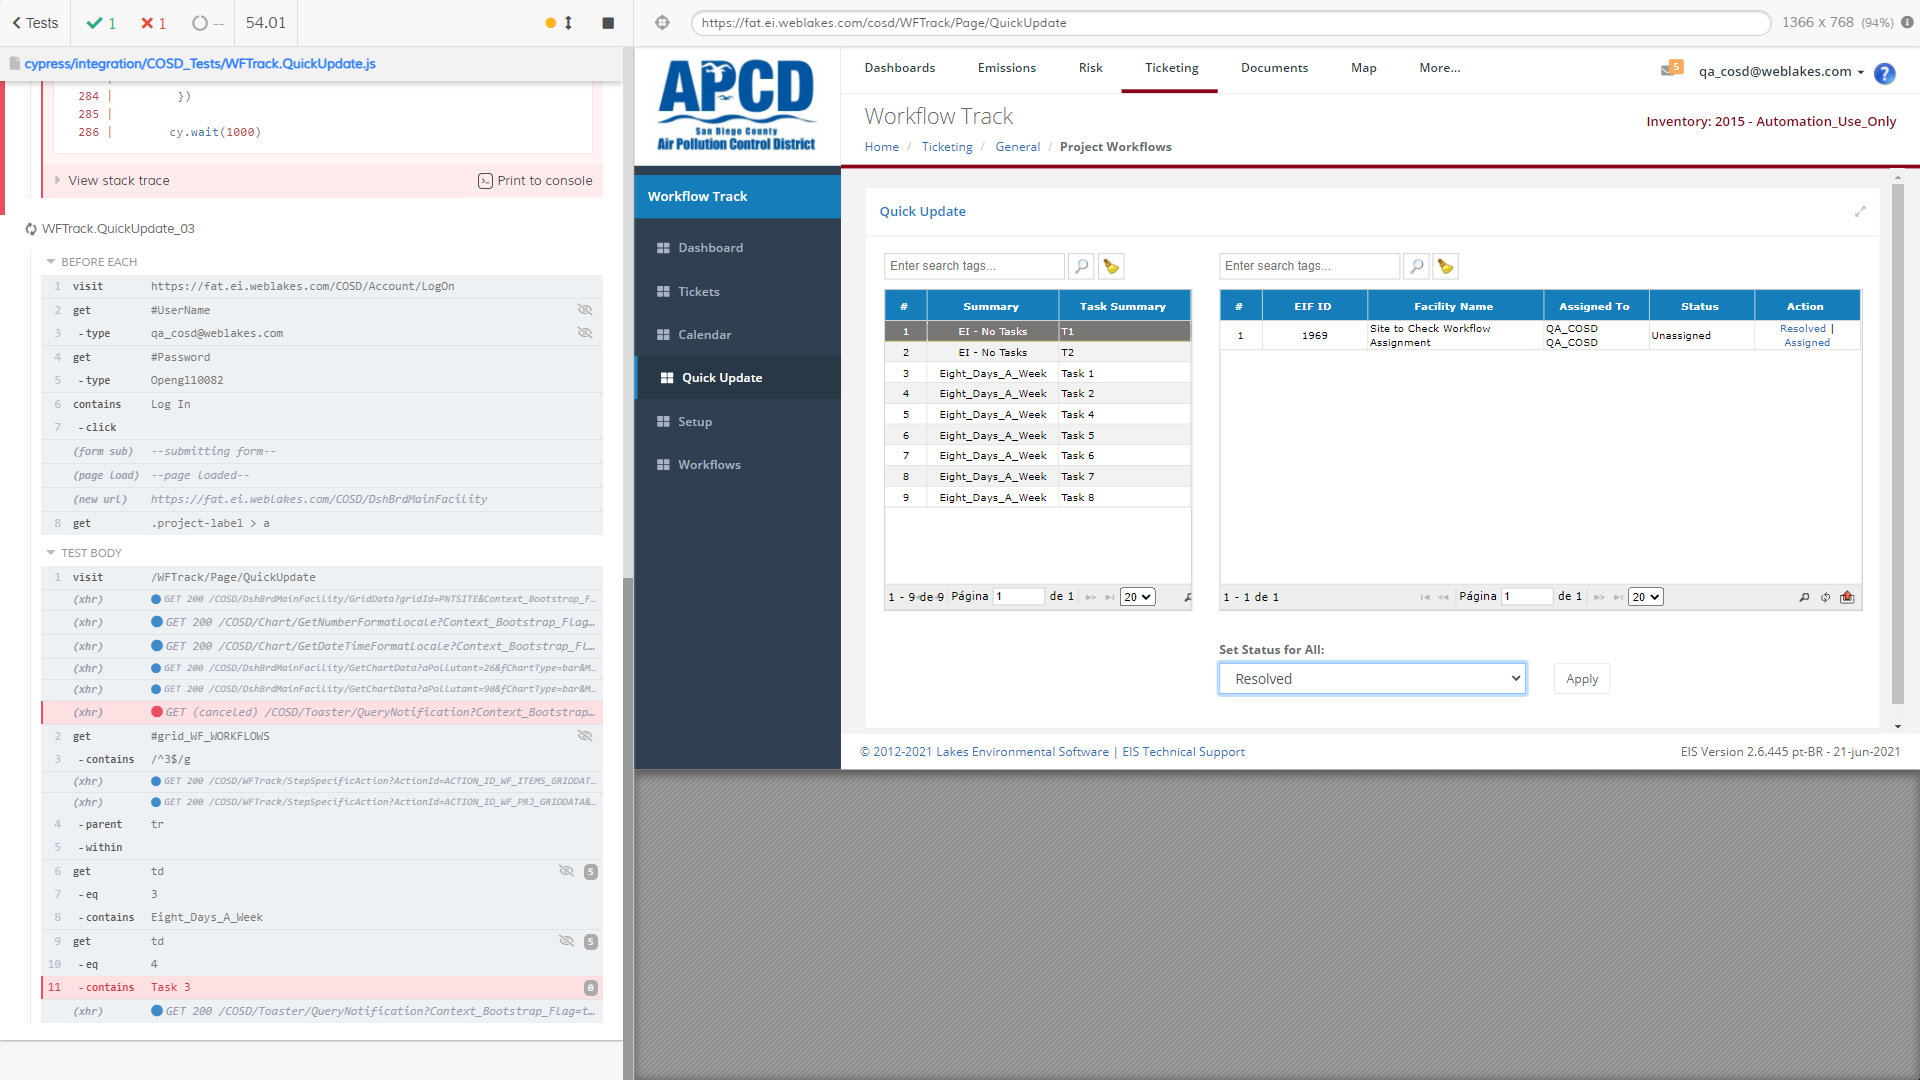 Tests
1
1
--
54.01
https://fat.ei.weblakes.com/cosd/WFTrack/Page/QuickUpdate
1366 x 768 (94%)
cypress/integration/COSD_Tests/WFTrack.QuickUpdate.js
284 | })
285 |
286 | cy.wait(1000)
View stack trace
Print to console
WFTrack.QuickUpdate_03
BEFORE EACH
1 visit https://fat.ei.weblakes.com/COSD/Account/LogOn
2 get #UserName
3 -type qa_cosd@weblakes.com
4 get #Password
5 -type Opengl10082
6 contains Log In
7 -click
(form sub) --submitting form--
(page load) --page loaded--
(new url) https://fat.ei.weblakes.com/COSD/DshBrdMainFacility
8 get .project-label > a
TEST BODY
1 visit /WFTrack/Page/QuickUpdate
(xhr) GET 200 /COSD/DshBrdMainFacility/GridData?gridId=PNTSITE&Context_Bootstrap_F...
(xhr) GET 200 /COSD/Chart/GetNumberFormatLocale?Context_Bootstrap_Flag...
(xhr) GET 200 /COSD/Chart/GetDateTimeFormatLocale?Context_Bootstrap_Fl...
(xhr) GET 200 /COSD/DshBrdMainFacility/GetChartData?aPollutant=26&fChartType=bar&M...
(xhr) GET 200 /COSD/DshBrdMainFacility/GetChartData?aPollutant=90&fChartType=bar&M...
(xhr) GET (canceled) /COSD/Toaster/QueryNotification?Context_Bootstrap...
2 get #grid_WF_WORKFLOWS
3 -contains /^3$/g
(xhr) GET 200 /COSD/WFTrack/StepSpecificAction?ActionId=ACTION_ID_WF_ITEMS_GRIDDAT...
(xhr) GET 200 /COSD/WFTrack/StepSpecificAction?ActionId=ACTION_ID_WF_PRJ_GRIDDATA&...
4 -parent tr
5 -within
6 get td 5
7 -eq 3
8 -contains Eight_Days_A_Week
9 get td 5
10 -eq 4
11 -contains Task 3 0
(xhr) GET 200 /COSD/Toaster/QueryNotification?Context_Bootstrap_Flag=t...
APCD
San Diego County
Air Pollution Control District
Dashboards Emissions Risk Ticketing Documents Map More...
5
qa_cosd@weblakes.com
?
Workflow Track
Inventory: 2015 - Automation_Use_Only
Home / Ticketing / General / Project Workflows
Workflow Track
Dashboard
Tickets
Calendar
Quick Update
Setup
Workflows
Quick Update
Enter search tags...
# Summary Task Summary
1 EI - No Tasks T1
2 EI - No Tasks T2
3 Eight_Days_A_Week Task 1
4 Eight_Days_A_Week Task 2
5 Eight_Days_A_Week Task 4
6 Eight_Days_A_Week Task 5
7 Eight_Days_A_Week Task 6
8 Eight_Days_A_Week Task 7
9 Eight_Days_A_Week Task 8
1 - 9 de 9 Página 1 de 1 20
Enter search tags...
# EIF ID Facility Name Assigned To Status Action
1 1969 Site to Check Workflow Assignment QA_COSD QA_COSD Unassigned Resolved | Assigned
1 - 1 de 1 Página 1 de 1 20
Set Status for All:
Resolved
Apply
© 2012-2021 Lakes Environmental Software | EIS Technical Support
EIS Version 2.6.445 pt-BR - 21-jun-2021